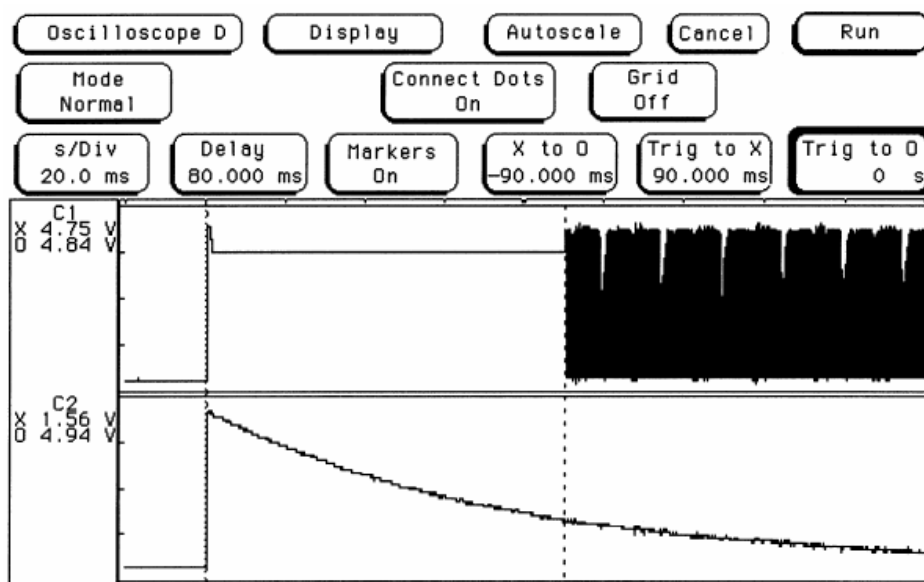 Oscilloscope D
Display
Autoscale
Cancel
Run
Mode
Normal
Connect Dots
On
Grid
Off
s/Div
20.0 ms
Delay
80.000 ms
Markers
On
X to O
-90.000 ms
Trig to X
90.000 ms
Trig to O
0 s
C1
X 4.75 V
O 4.84 V
C2
X 1.56 V
O 4.94 V